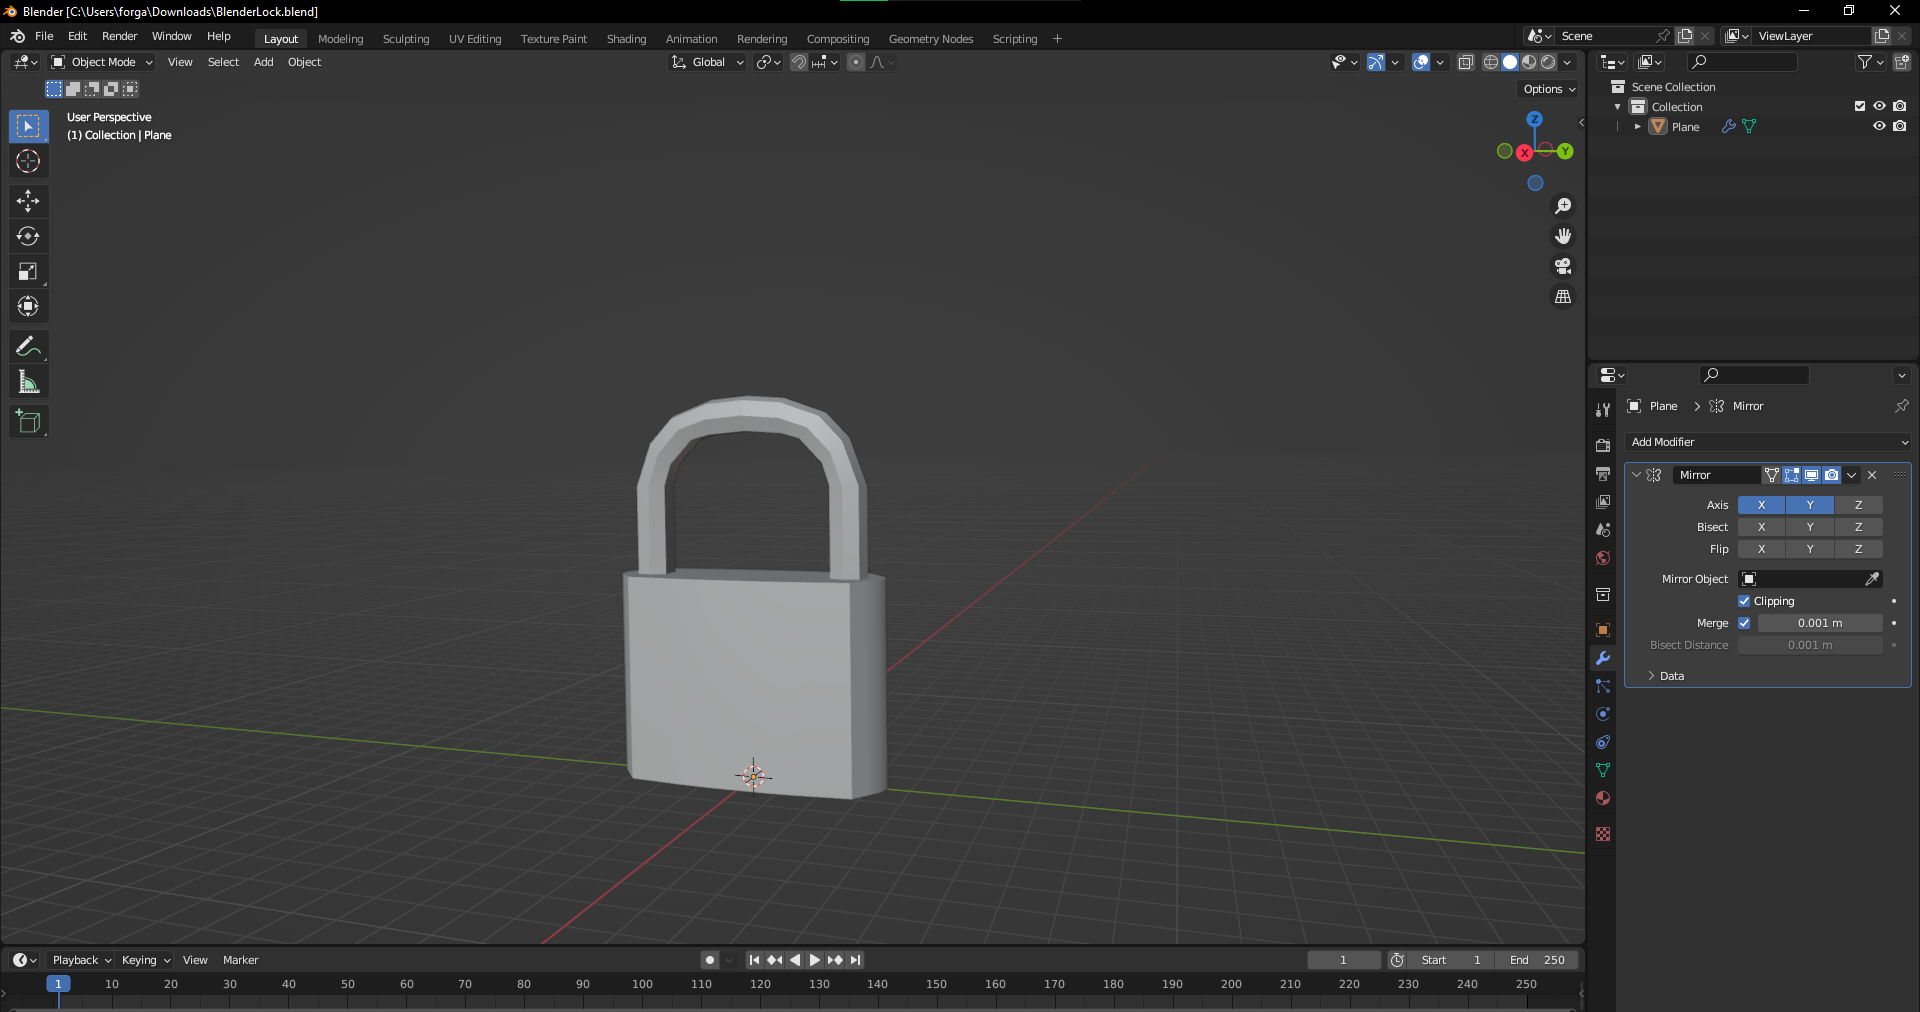 Blender [C:\Users\forga\Downloads\BlenderLock.blend]
File Edit Render Window Help Layout Modeling Sculpting UV Editing Texture Paint Shading Animation Rendering Compositing Geometry Nodes Scripting + Scene ViewLayer
Object Mode View Select Add Object Global
Options
User Perspective
(1) Collection | Plane
Z
X
Y
Scene Collection
Collection
Plane
Plane Mirror
Add Modifier
Mirror
Axis X Y Z
Bisect X Y Z
Flip X Y Z
Mirror Object
Clipping
Merge 0.001 m
Bisect Distance 0.001 m
Data
Playback Keying View Marker 1 Start 1 End 250
1 10 20 30 40 50 60 70 80 90 100 110 120 130 140 150 160 170 180 190 200 210 220 230 240 250